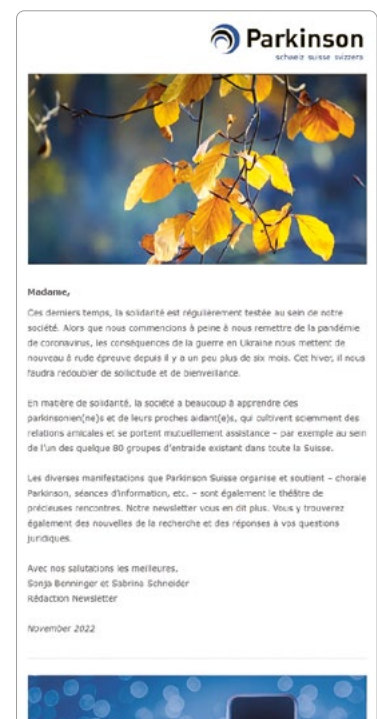 Parkinson
schweiz suisse svizzera
Madame,
Ces derniers temps, la solidarité est régulièrement testée au sein de notre
société. Alors que nous commencions à peine à nous remettre de la pandémie
de coronavirus, les conséquences de la guerre en Ukraine nous mettent de
nouveau à rude épreuve depuis il y a un peu plus de six mois. Cet hiver, il nous
faudra redoubler de sollicitude et de bienveillance.
En matière de solidarité, la société a beaucoup à apprendre des
parkinsonien(ne)s et de leurs proches aidant(e)s, qui cultivent sciemment des
relations amicales et se portent mutuellement assistance – par exemple au sein
de l'un des quelque 80 groupes d'entraide existant dans toute la Suisse.
Les diverses manifestations que Parkinson Suisse organise et soutient – chorale
Parkinson, séances d'information, etc. – sont également le théâtre de
précieuses rencontres. Notre newsletter vous en dit plus. Vous y trouverez
également des nouvelles de la recherche et des réponses à vos questions
juridiques.
Avec nos salutations les meilleures,
Sonja Benninger et Sabrina Schneider
Rédaction Newsletter
November 2022